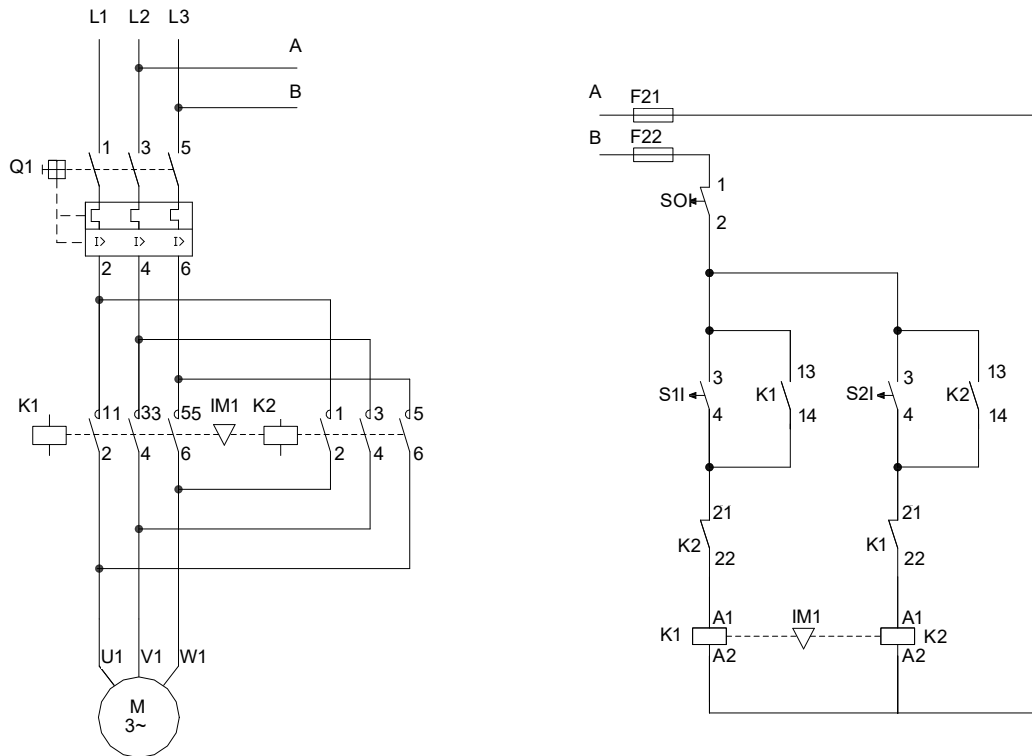 L1 L2 L3
A
B
1 3 5
Q1
I> I> I>
2 4 6
K1 11 33 55 IM1 K2 1 3 5
2 4 6 2 4 6
U1 V1 W1
M
3~
A F21
B F22
1
SOI
2
3 13 3 13
S1I K1 S2I K2
4 14 4 14
21 21
K2 K1
22 22
A1 IM1 A1
K1 K2
A2 A2